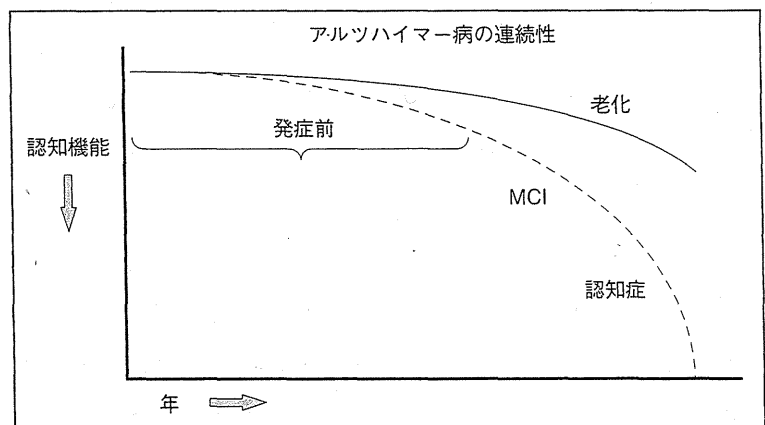 アルツハイマー病の連続性
老化
発症前
認知機能
MCI
認知症
年